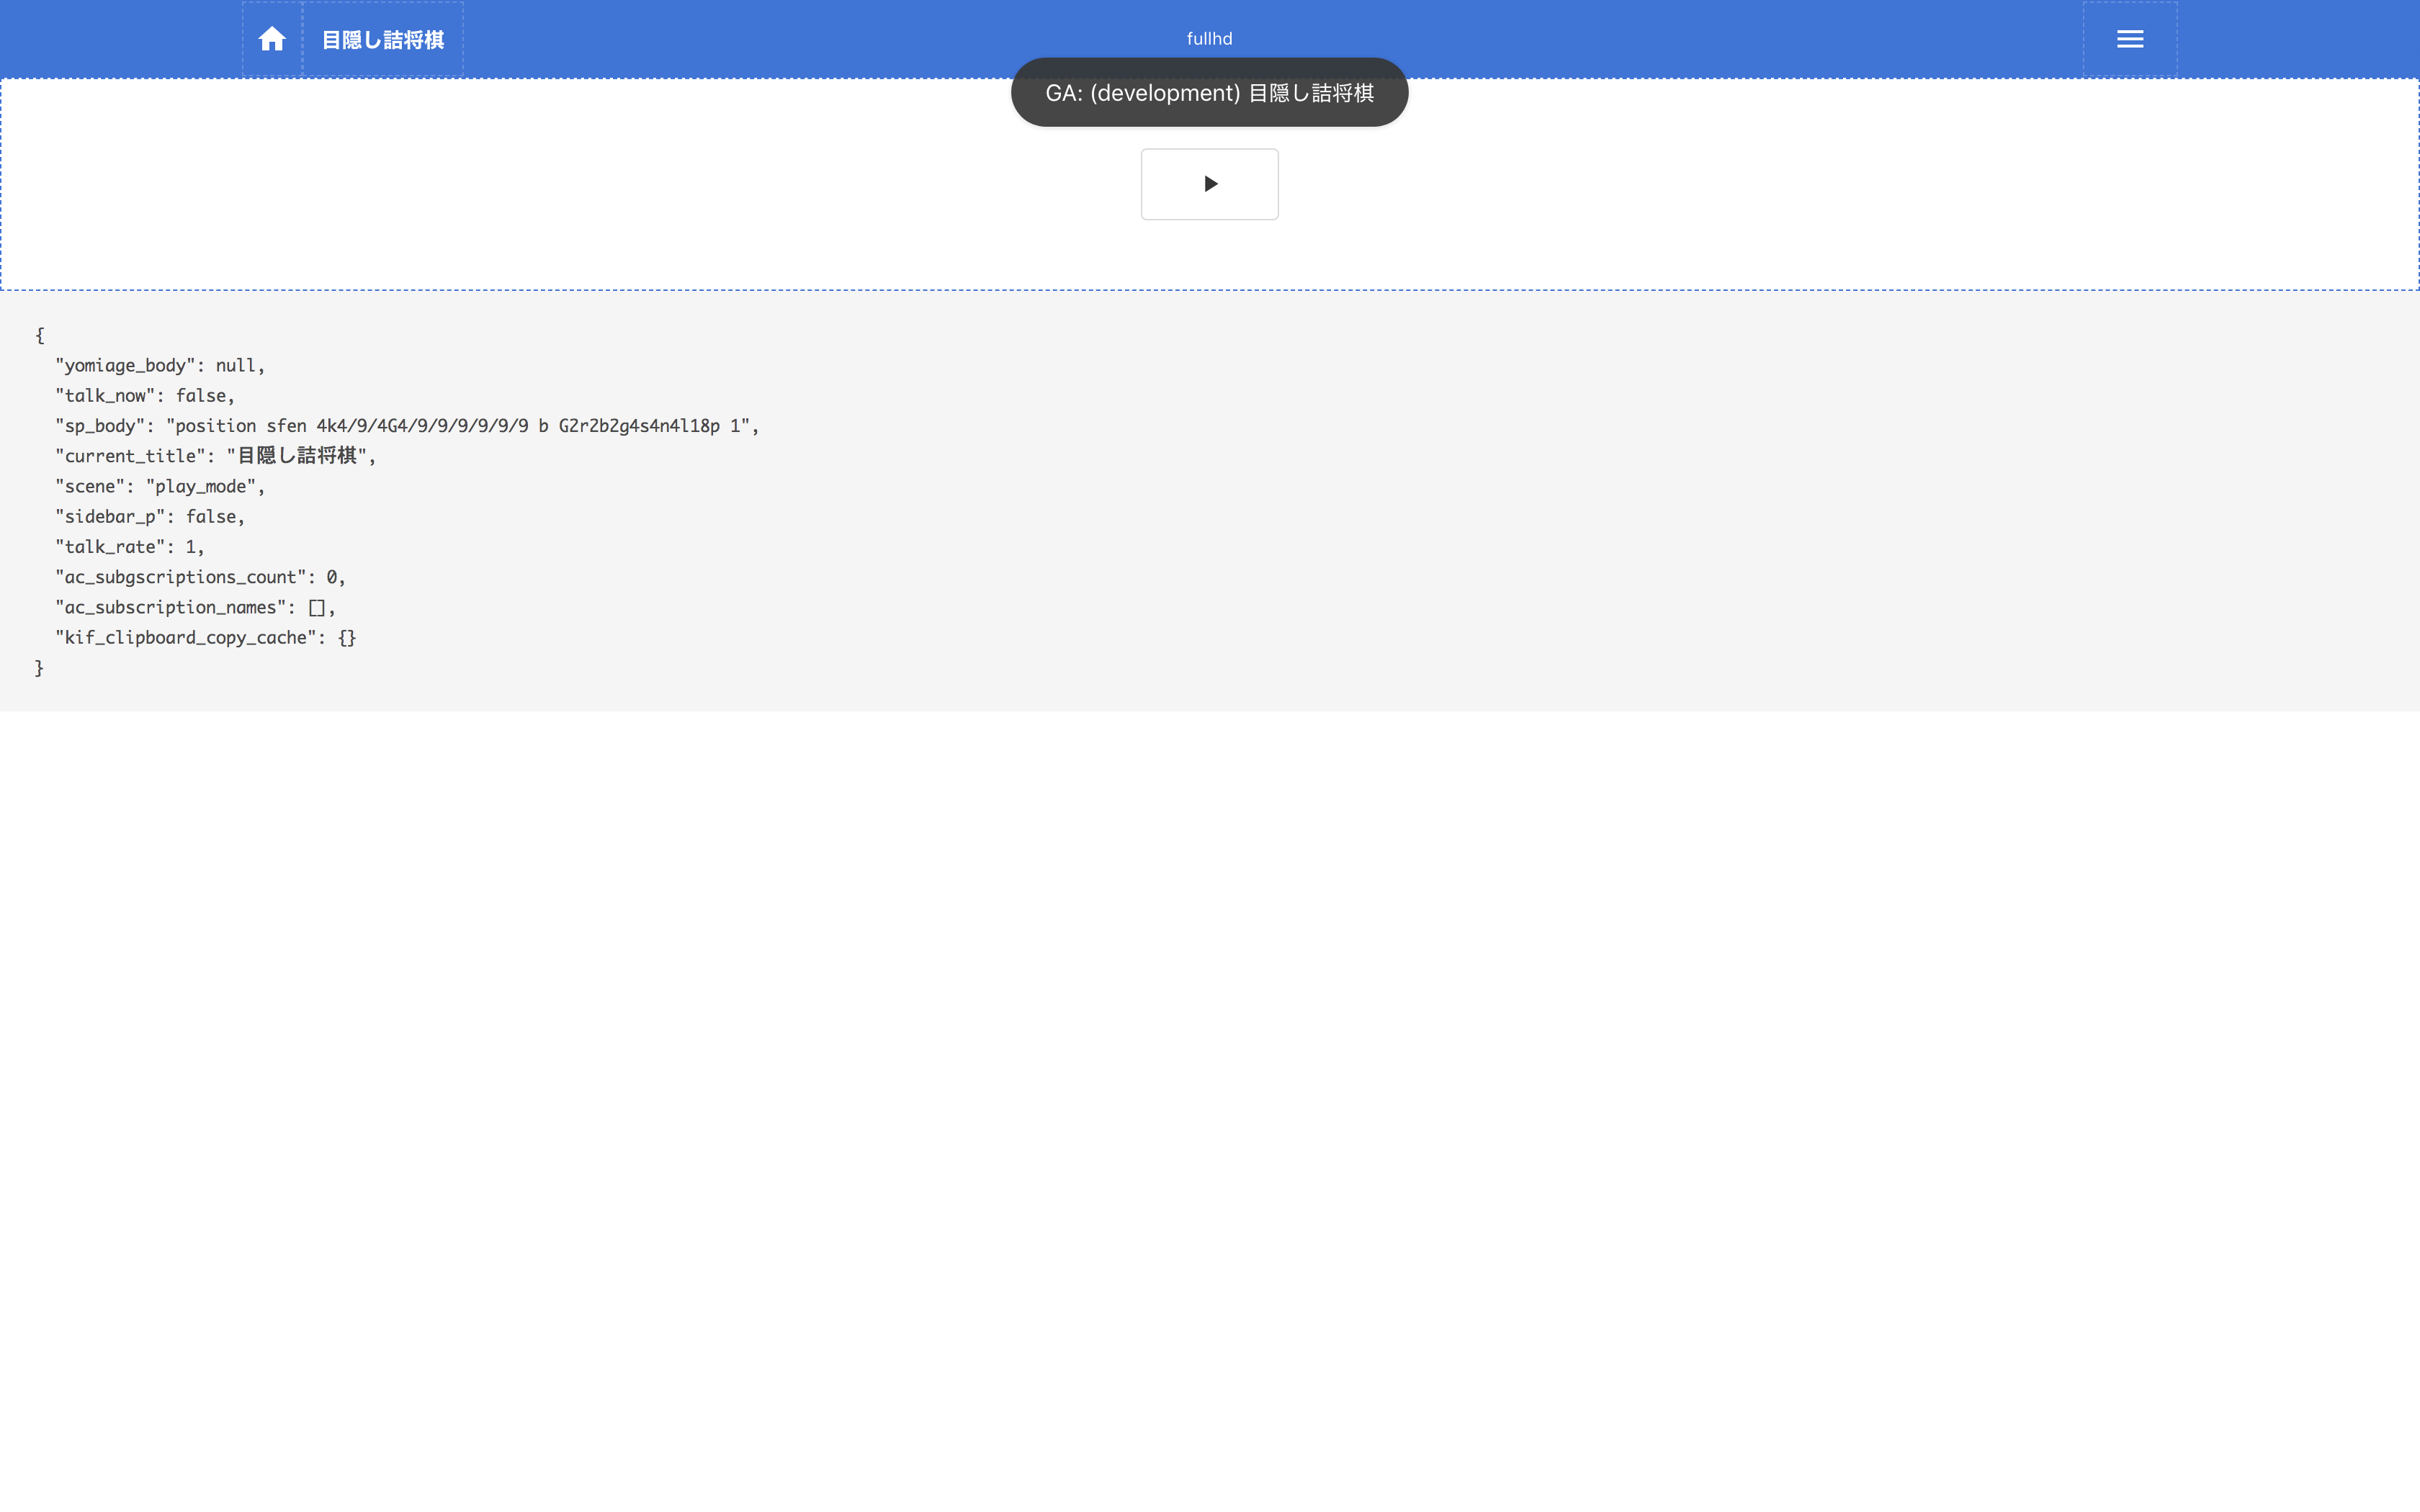 目隠し詰将棋
fullhd
GA: (development) 目隠し詰将棋
{
  "yomiage_body": null,
  "talk_now": false,
  "sp_body": "position sfen 4k4/9/4G4/9/9/9/9/9/9 b G2r2b2g4s4n4l18p 1",
  "current_title": "目隠し詰将棋",
  "scene": "play_mode",
  "sidebar_p": false,
  "talk_rate": 1,
  "ac_subgscriptions_count": 0,
  "ac_subscription_names": [],
  "kif_clipboard_copy_cache": {}
}